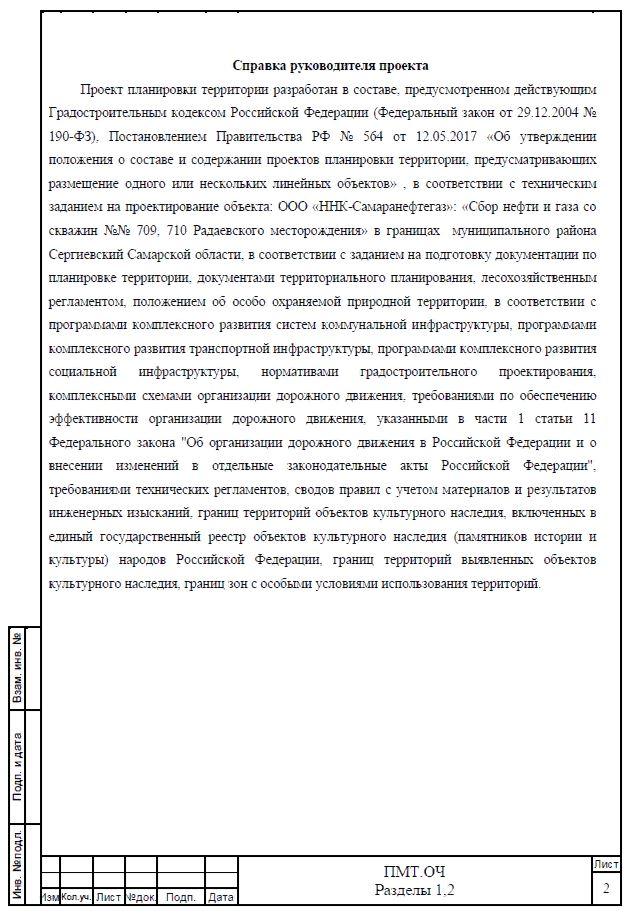 Справка руководителя проекта
Проект планировки территории разработан в составе, предусмотренном действующим
Градостроительным кодексом Российской Федерации (Федеральный закон от 29.12.2004 №
190-ФЗ), Постановлением Правительства РФ № 564 от 12.05.2017 «Об утверждении
положения о составе и содержании проектов планировки территории, предусматривающих
размещение одного или нескольких линейных объектов» , в соответствии с техническим
заданием на проектирование объекта: ООО «ННК-Самаранефтегаз»: «Сбор нефти и газа со
скважин №№ 709, 710 Радаевского месторождения» в границах муниципального района
Сергиевский Самарской области, в соответствии с заданием на подготовку документации по
планировке территории, документами территориального планирования, лесохозяйственным
регламентом, положением об особо охраняемой природной территории, в соответствии с
программами комплексного развития систем коммунальной инфраструктуры, программами
комплексного развития транспортной инфраструктуры, программами комплексного развития
социальной инфраструктуры, нормативами градостроительного проектирования,
комплексными схемами организации дорожного движения, требованиями по обеспечению
эффективности организации дорожного движения, указанными в части 1 статьи 11
Федерального закона "Об организации дорожного движения в Российской Федерации и о
внесении изменений в отдельные законодательные акты Российской Федерации",
требованиями технических регламентов, сводов правил с учетом материалов и результатов
инженерных изысканий, границ территорий объектов культурного наследия, включенных в
единый государственный реестр объектов культурного наследия (памятников истории и
культуры) народов Российской Федерации, границ территорий выявленных объектов
культурного наследия, границ зон с особыми условиями использования территорий.
Взам. инв. №
Подп. и дата
Инв. №подл.
Изм Кол.уч. Лист №док. Подп. Дата
ПМТ.ОЧ
Разделы 1,2
Лист
2